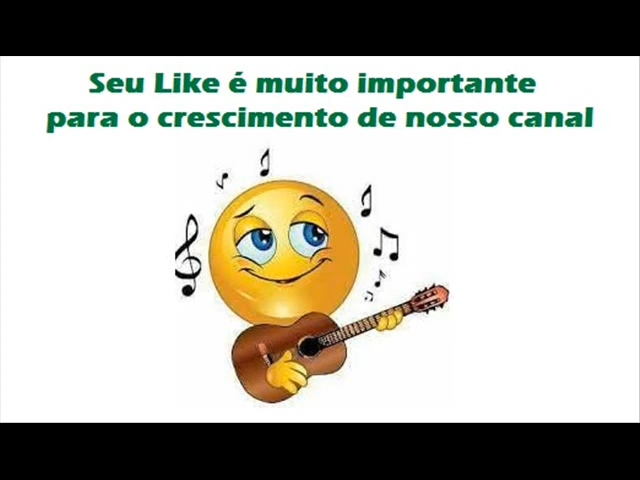 Seu Like é muito importante
para o crescimento de nosso canal